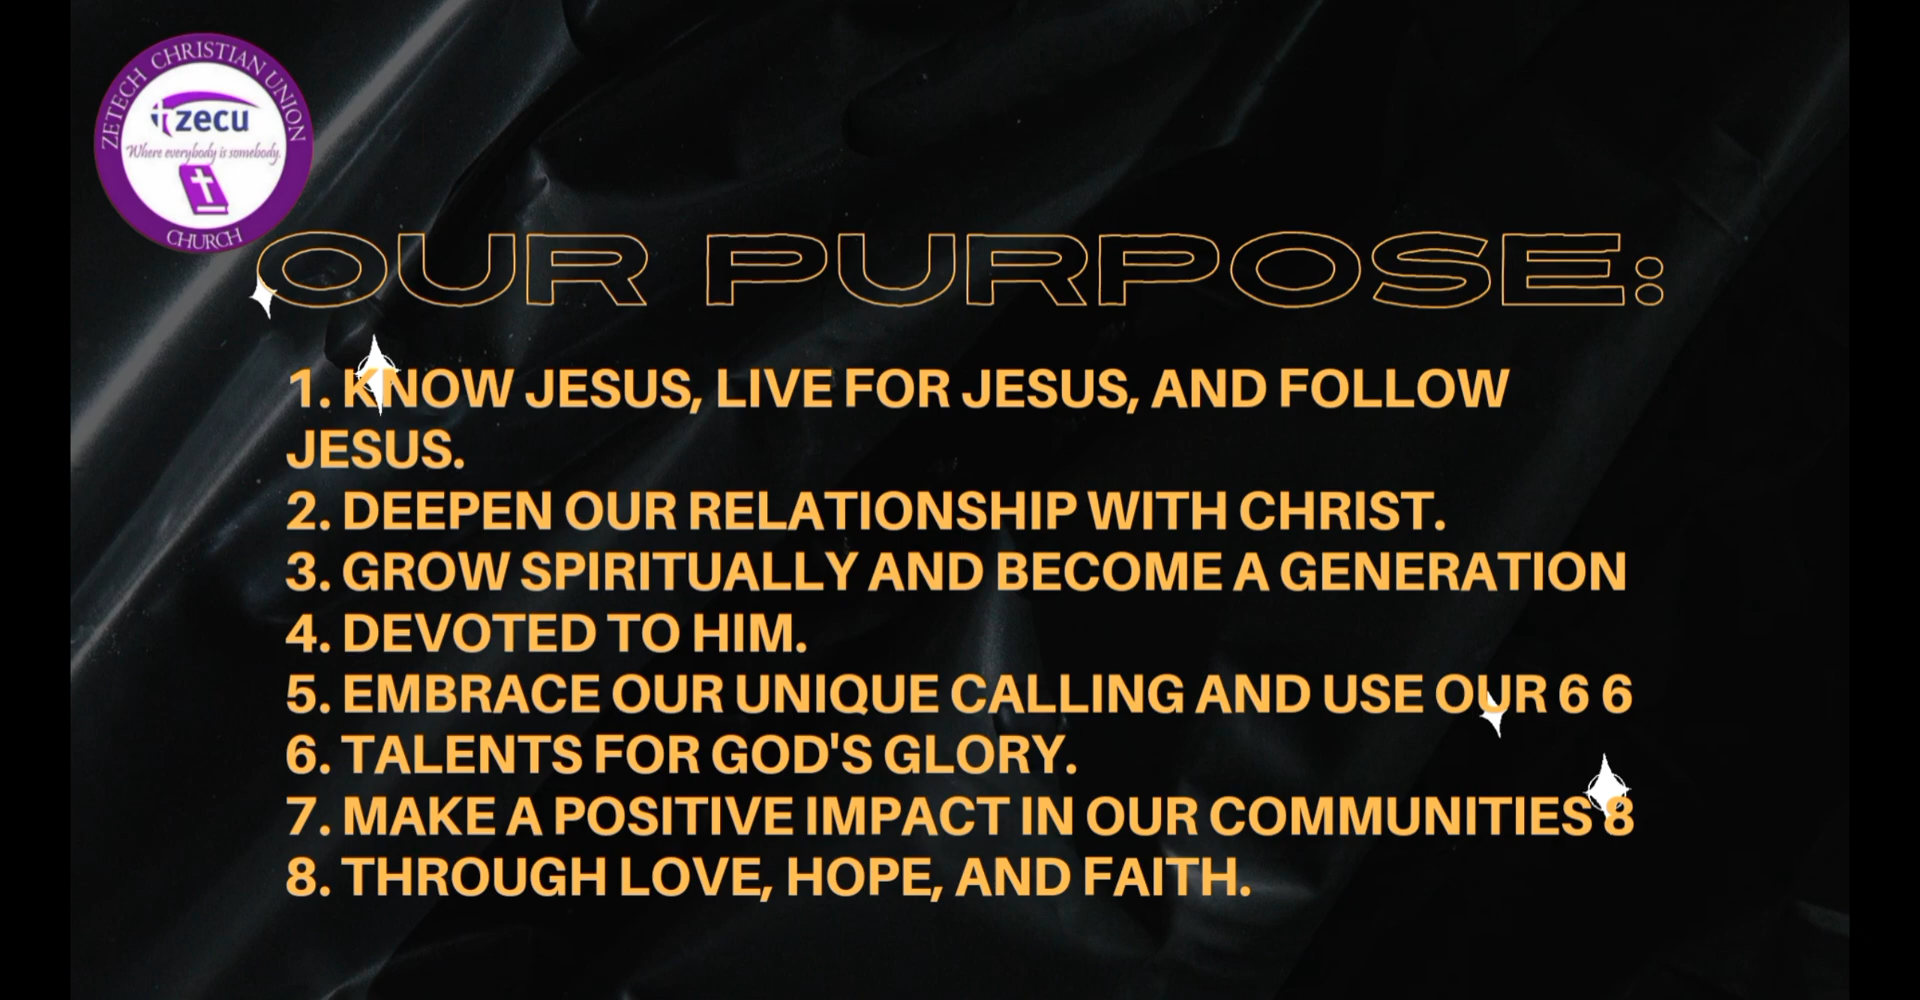 ZETECH CHRISTIAN UNION
zecu
Where everybody is somebody.
CHURCH
OUR PURPOSE:
1. KNOW JESUS, LIVE FOR JESUS, AND FOLLOW
JESUS.
2. DEEPEN OUR RELATIONSHIP WITH CHRIST.
3. GROW SPIRITUALLY AND BECOME A GENERATION
4. DEVOTED TO HIM.
5. EMBRACE OUR UNIQUE CALLING AND USE OUR 6 6
6. TALENTS FOR GOD'S GLORY.
7. MAKE A POSITIVE IMPACT IN OUR COMMUNITIES 8
8. THROUGH LOVE, HOPE, AND FAITH.